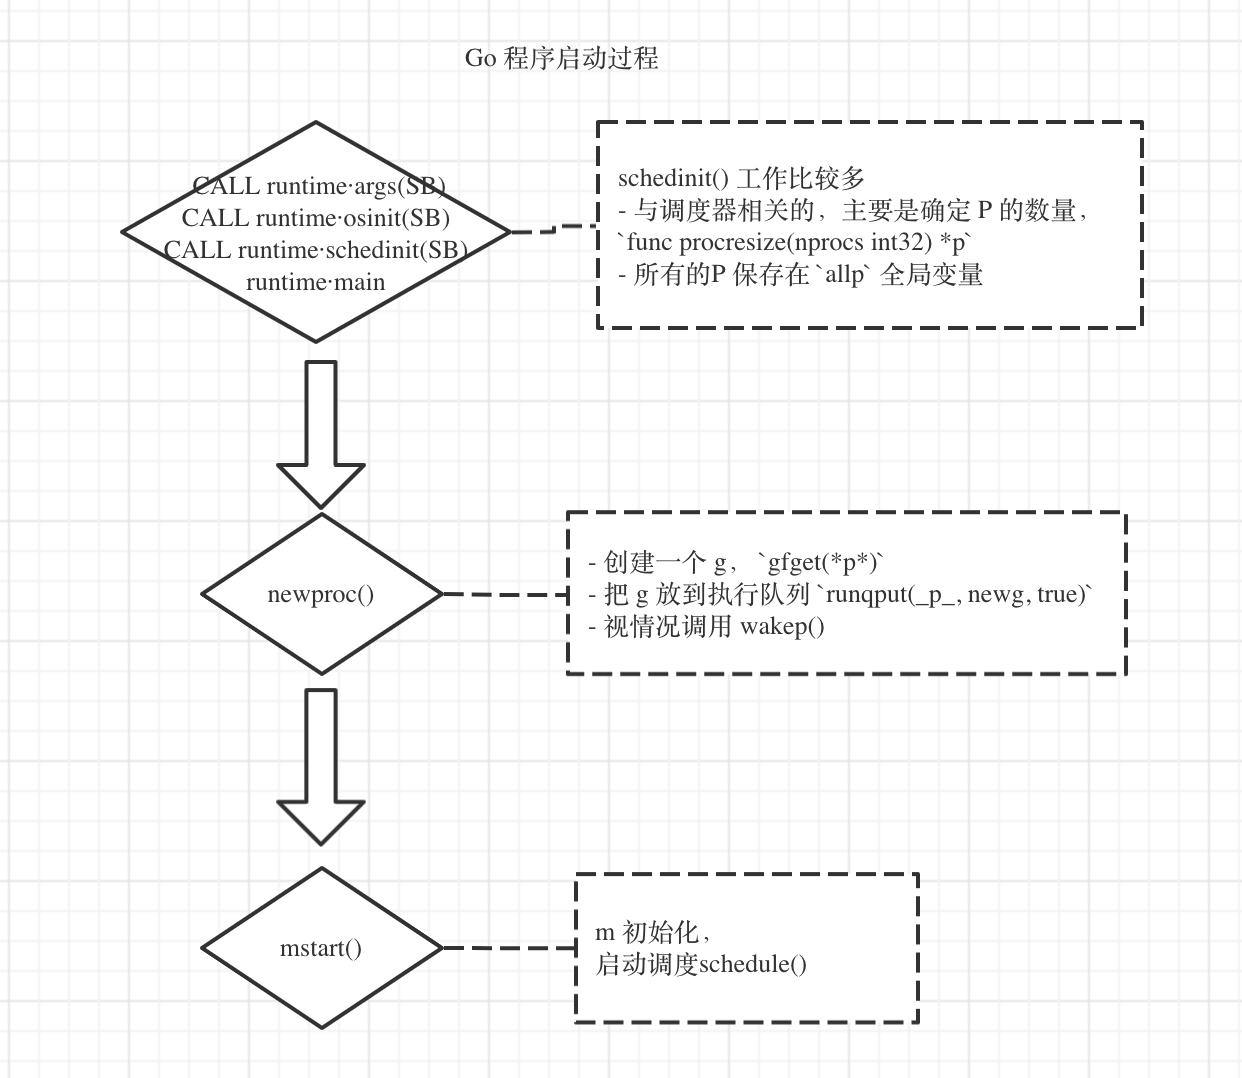 Go 程序启动过程
CALL runtime·args(SB)
CALL runtime·osinit(SB)
CALL runtime·schedinit(SB)
runtime·main
schedinit() 工作比较多
- 与调度器相关的，主要是确定 P 的数量，
`func procresize(nprocs int32) *p`
- 所有的P 保存在 `allp` 全局变量
newproc()
- 创建一个 g， `gfget(*p*)`
- 把 g 放到执行队列 `runqput(_p_, newg, true)`
- 视情况调用 wakep()
mstart()
m 初始化，
启动调度schedule()